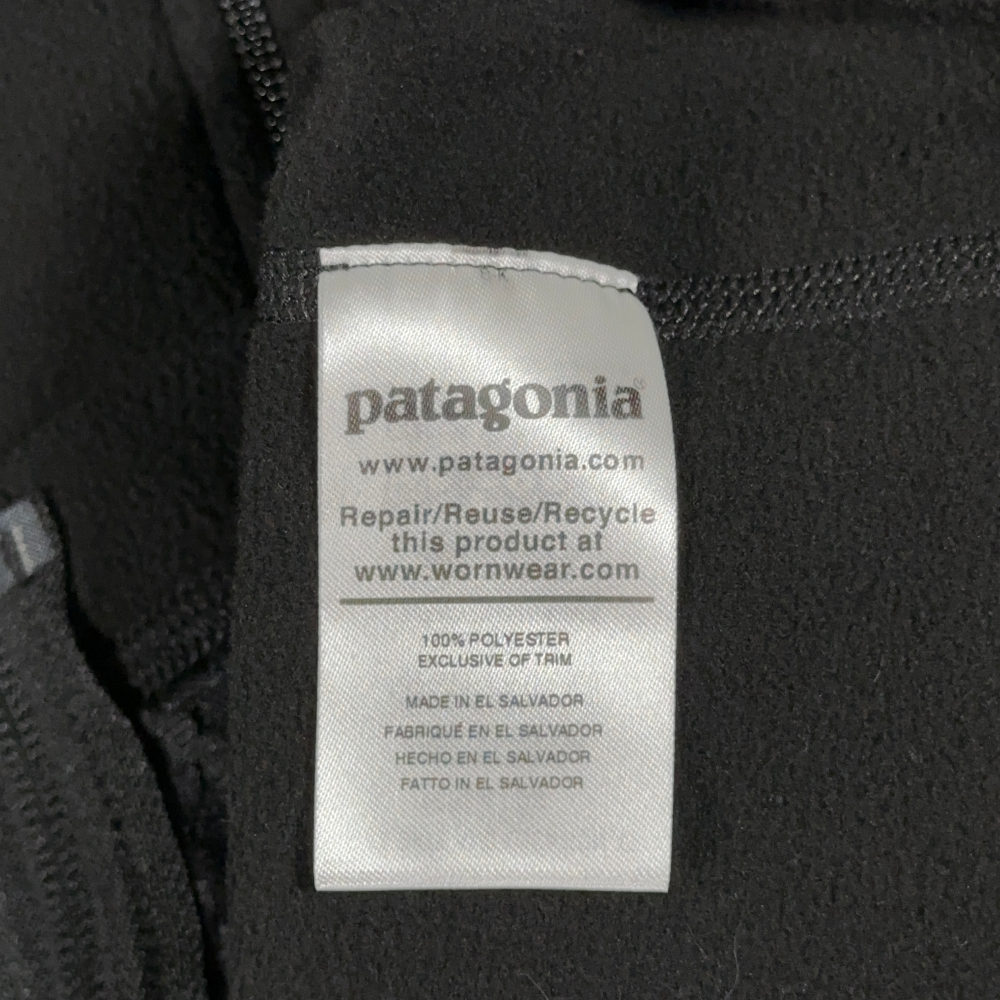 patagonia®
www.patagonia.com
Repair/Reuse/Recycle
this product at
www.wornwear.com
100% POLYESTER
EXCLUSIVE OF TRIM
MADE IN EL SALVADOR
FABRIQUÉ EN EL SALVADOR
HECHO EN EL SALVADOR
FATTO IN EL SALVADOR